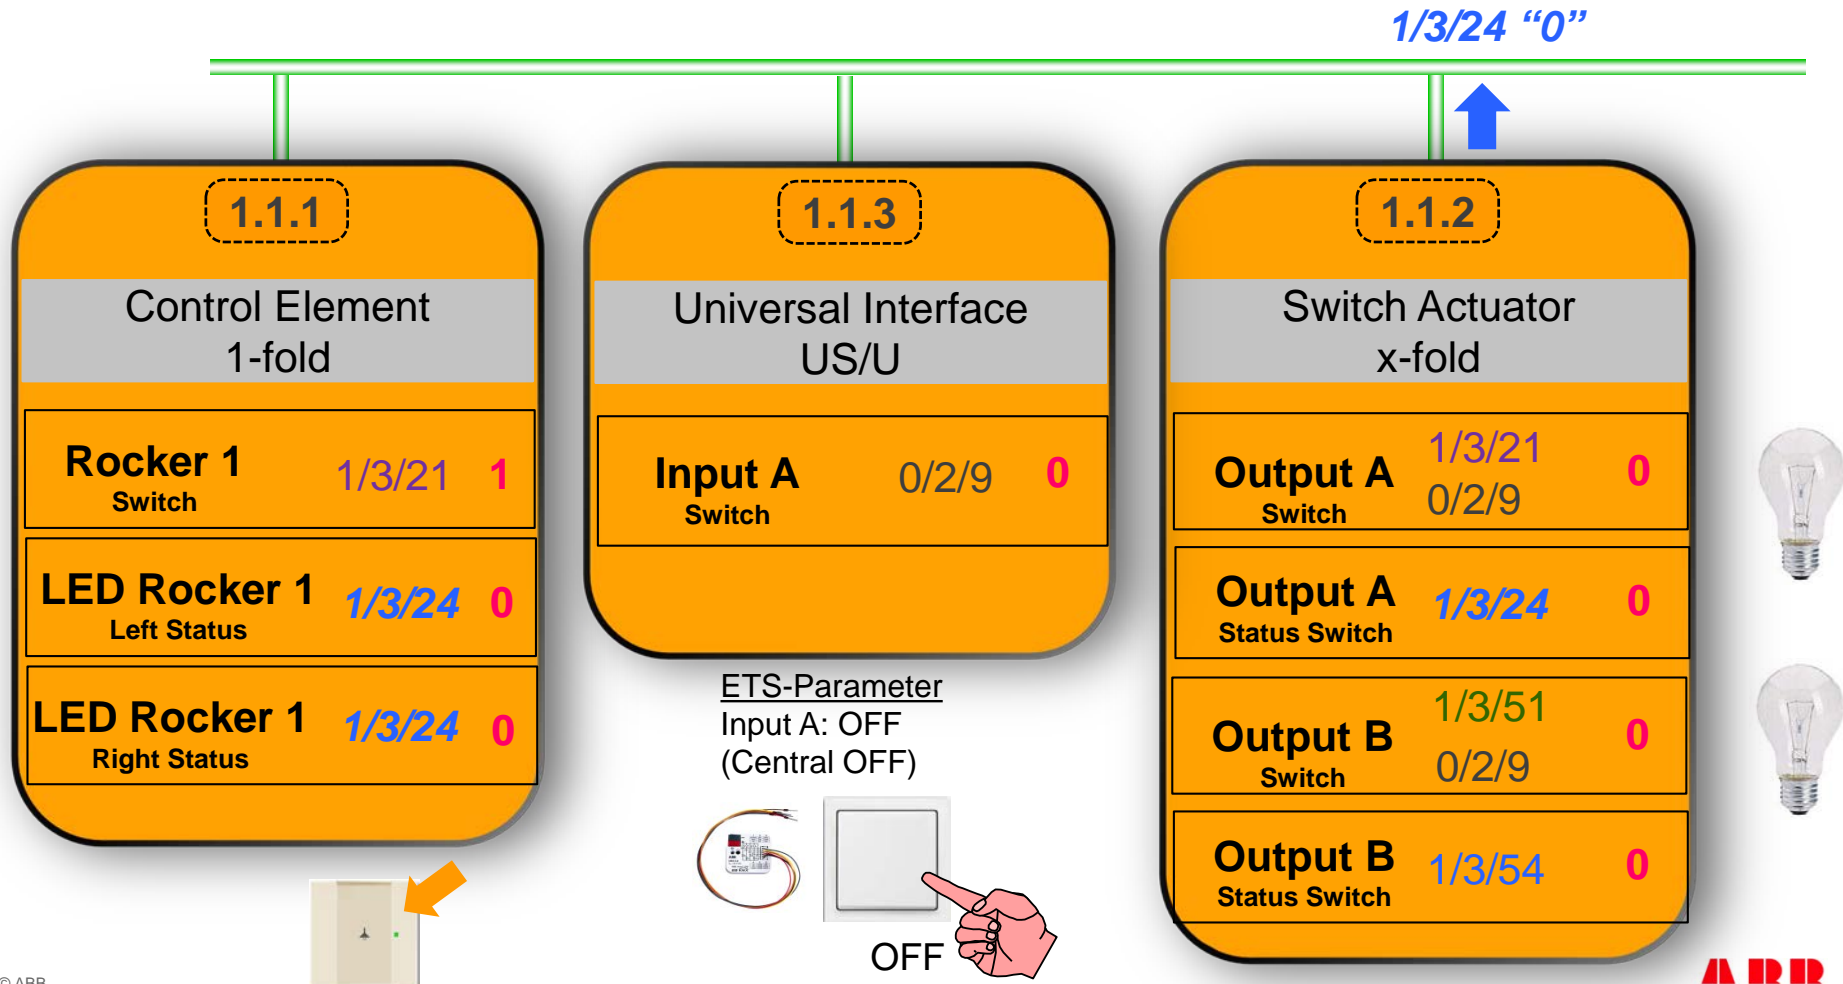 1/3/24 “0”
1.1.1
Control Element
1-fold
Rocker 1
Switch
1/3/21
1
LED Rocker 1
Left Status
1/3/24
0
LED Rocker 1
Right Status
1/3/24
0
1.1.3
Universal Interface
US/U
Input A
Switch
0/2/9
0
ETS-Parameter
Input A: OFF
(Central OFF)
OFF
1.1.2
Switch Actuator
x-fold
Output A
Switch
1/3/21
0/2/9
0
Output A
Status Switch
1/3/24
0
Output B
Switch
1/3/51
0/2/9
0
Output B
Status Switch
1/3/54
0
© ABB
ABB